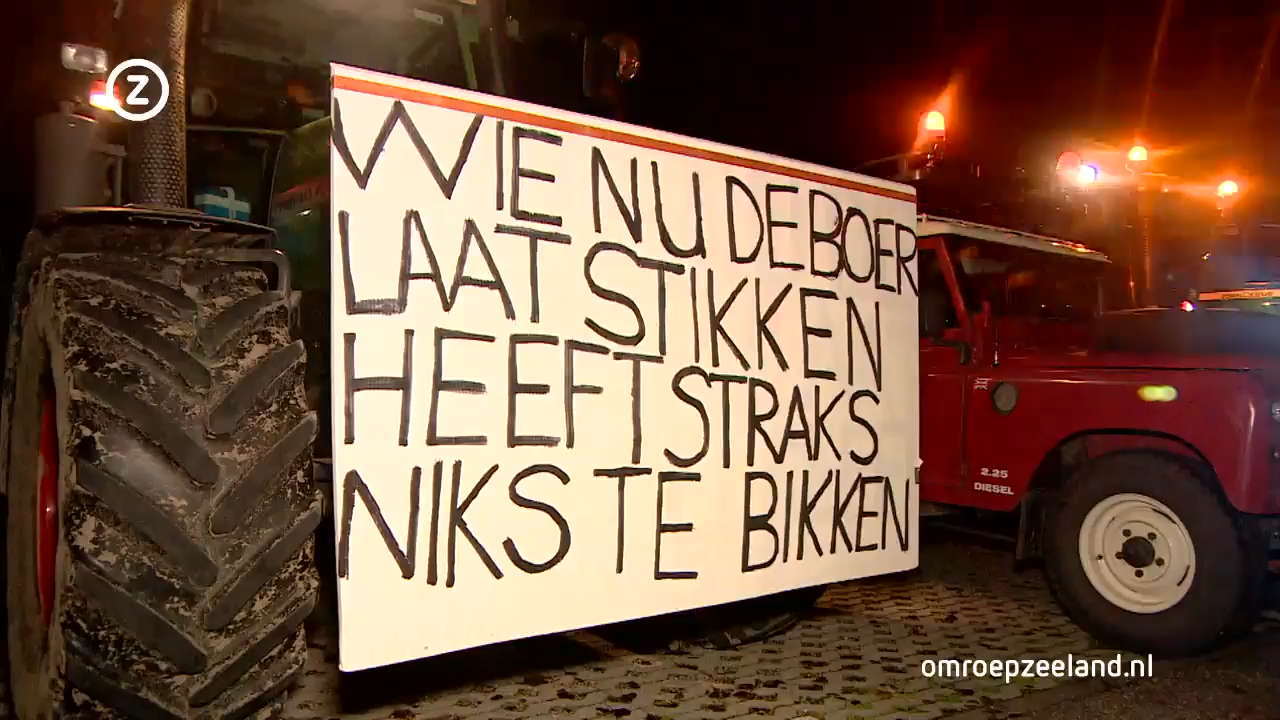 Z
WIE NU DE BOER
LAAT STIKKEN
HEEFT STRAKS
NIKS TE BIKKEN
2.25
DIESEL
omroepzeeland.nl